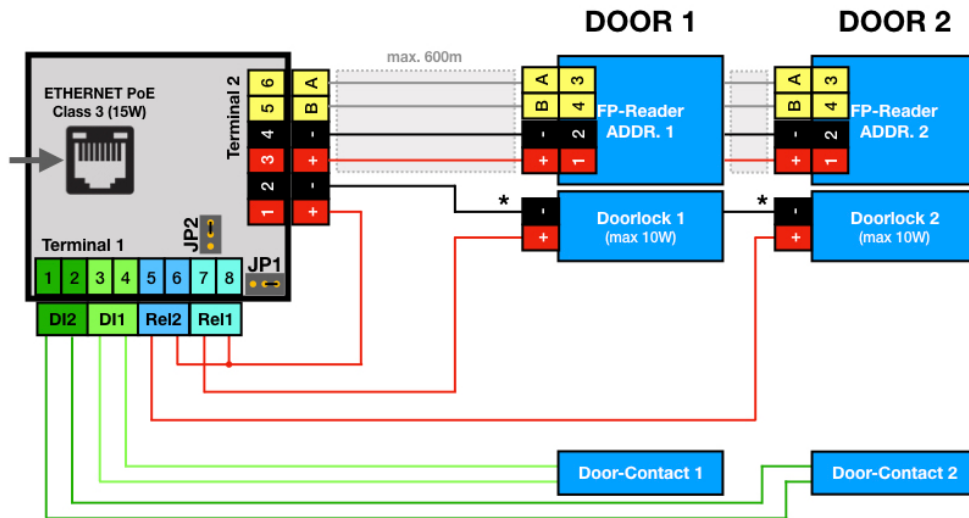 DOOR 1
DOOR 2
max. 600m
ETHERNET PoE
Class 3 (15W)
Terminal 2
6 A
5 B
4 -
3 +
2 -
1 +
A 3
B 4
- 2
+ 1
FP-Reader
ADDR. 1
A 3
B 4
- 2
+ 1
FP-Reader
ADDR. 2
* - +
Doorlock 1
(max 10W)
* - +
Doorlock 2
(max 10W)
JP2
JP1
Terminal 1
1 2 3 4 5 6 7 8
DI2 DI1 Rel2 Rel1
Door-Contact 1
Door-Contact 2